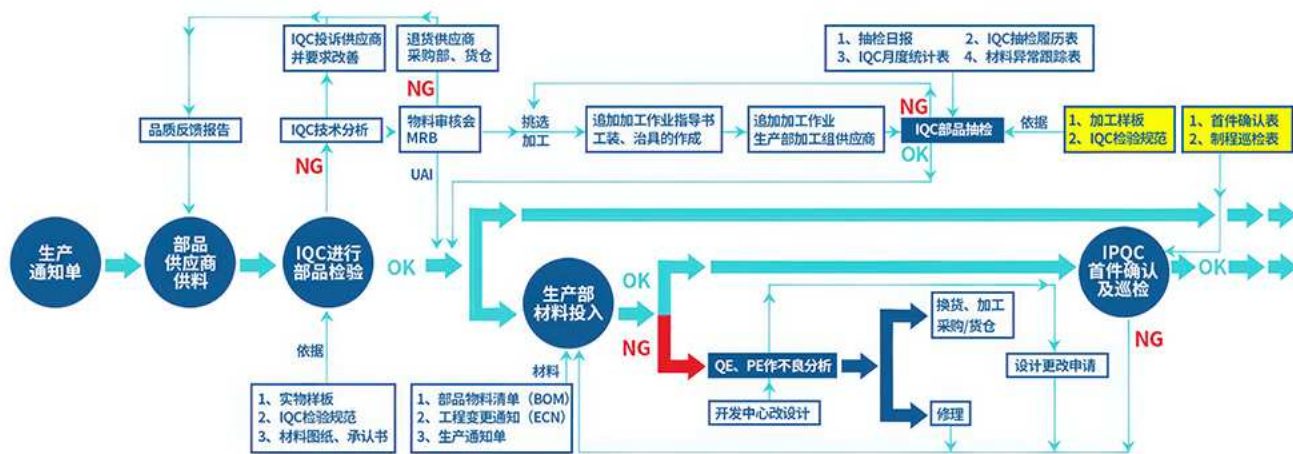 IQC投诉供应商
并要求改善
退货供应商
采购部、货仓
1、抽检日报 2、IQC抽检履历表
3、IQC月度统计表 4、材料异常跟踪表
NG
NG
品质反馈报告
IQC技术分析
物料审核会
MRB
挑选
加工
追加加工作业指导书
工装、治具的作成
追加加工作业
生产部加工组供应商
IQC部品抽检
依据
1、加工样板
2、IQC检验规范
1、首件确认表
2、制程巡检表
NG
UAI
OK
生产
通知单
部品
供应商
供料
IQC进行
部品检验
OK
生产部
材料投入
OK
NG
IPQC
首件确认
及巡检
OK
NG
换货、加工
采购/货仓
QE、PE作不良分析
设计更改申请
开发中心改设计
修理
依据
材料
1、实物样板
2、IQC检验规范
3、材料图纸、承认书
1、部品物料清单（BOM）
2、工程变更通知（ECN）
3、生产通知单